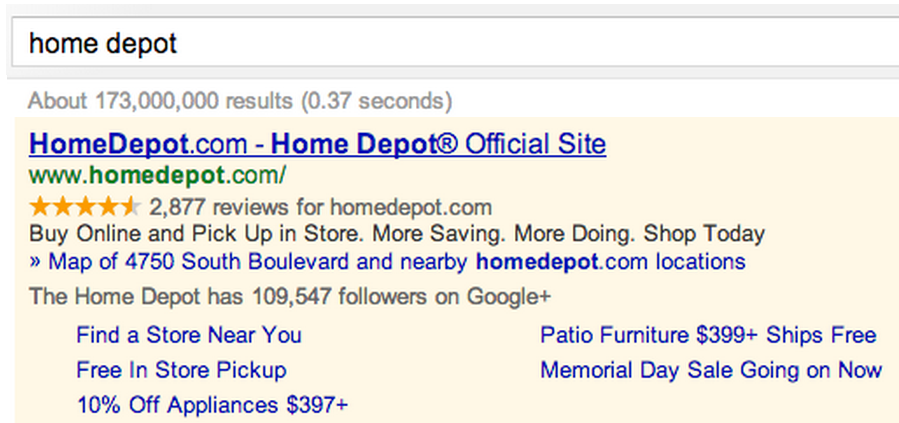 home depot
About 173,000,000 results (0.37 seconds)
HomeDepot.com - Home Depot® Official Site
www.homedepot.com/
2,877 reviews for homedepot.com
Buy Online and Pick Up in Store. More Saving. More Doing. Shop Today
» Map of 4750 South Boulevard and nearby homedepot.com locations
The Home Depot has 109,547 followers on Google+
Find a Store Near You
Patio Furniture $399+ Ships Free
Free In Store Pickup
Memorial Day Sale Going on Now
10% Off Appliances $397+